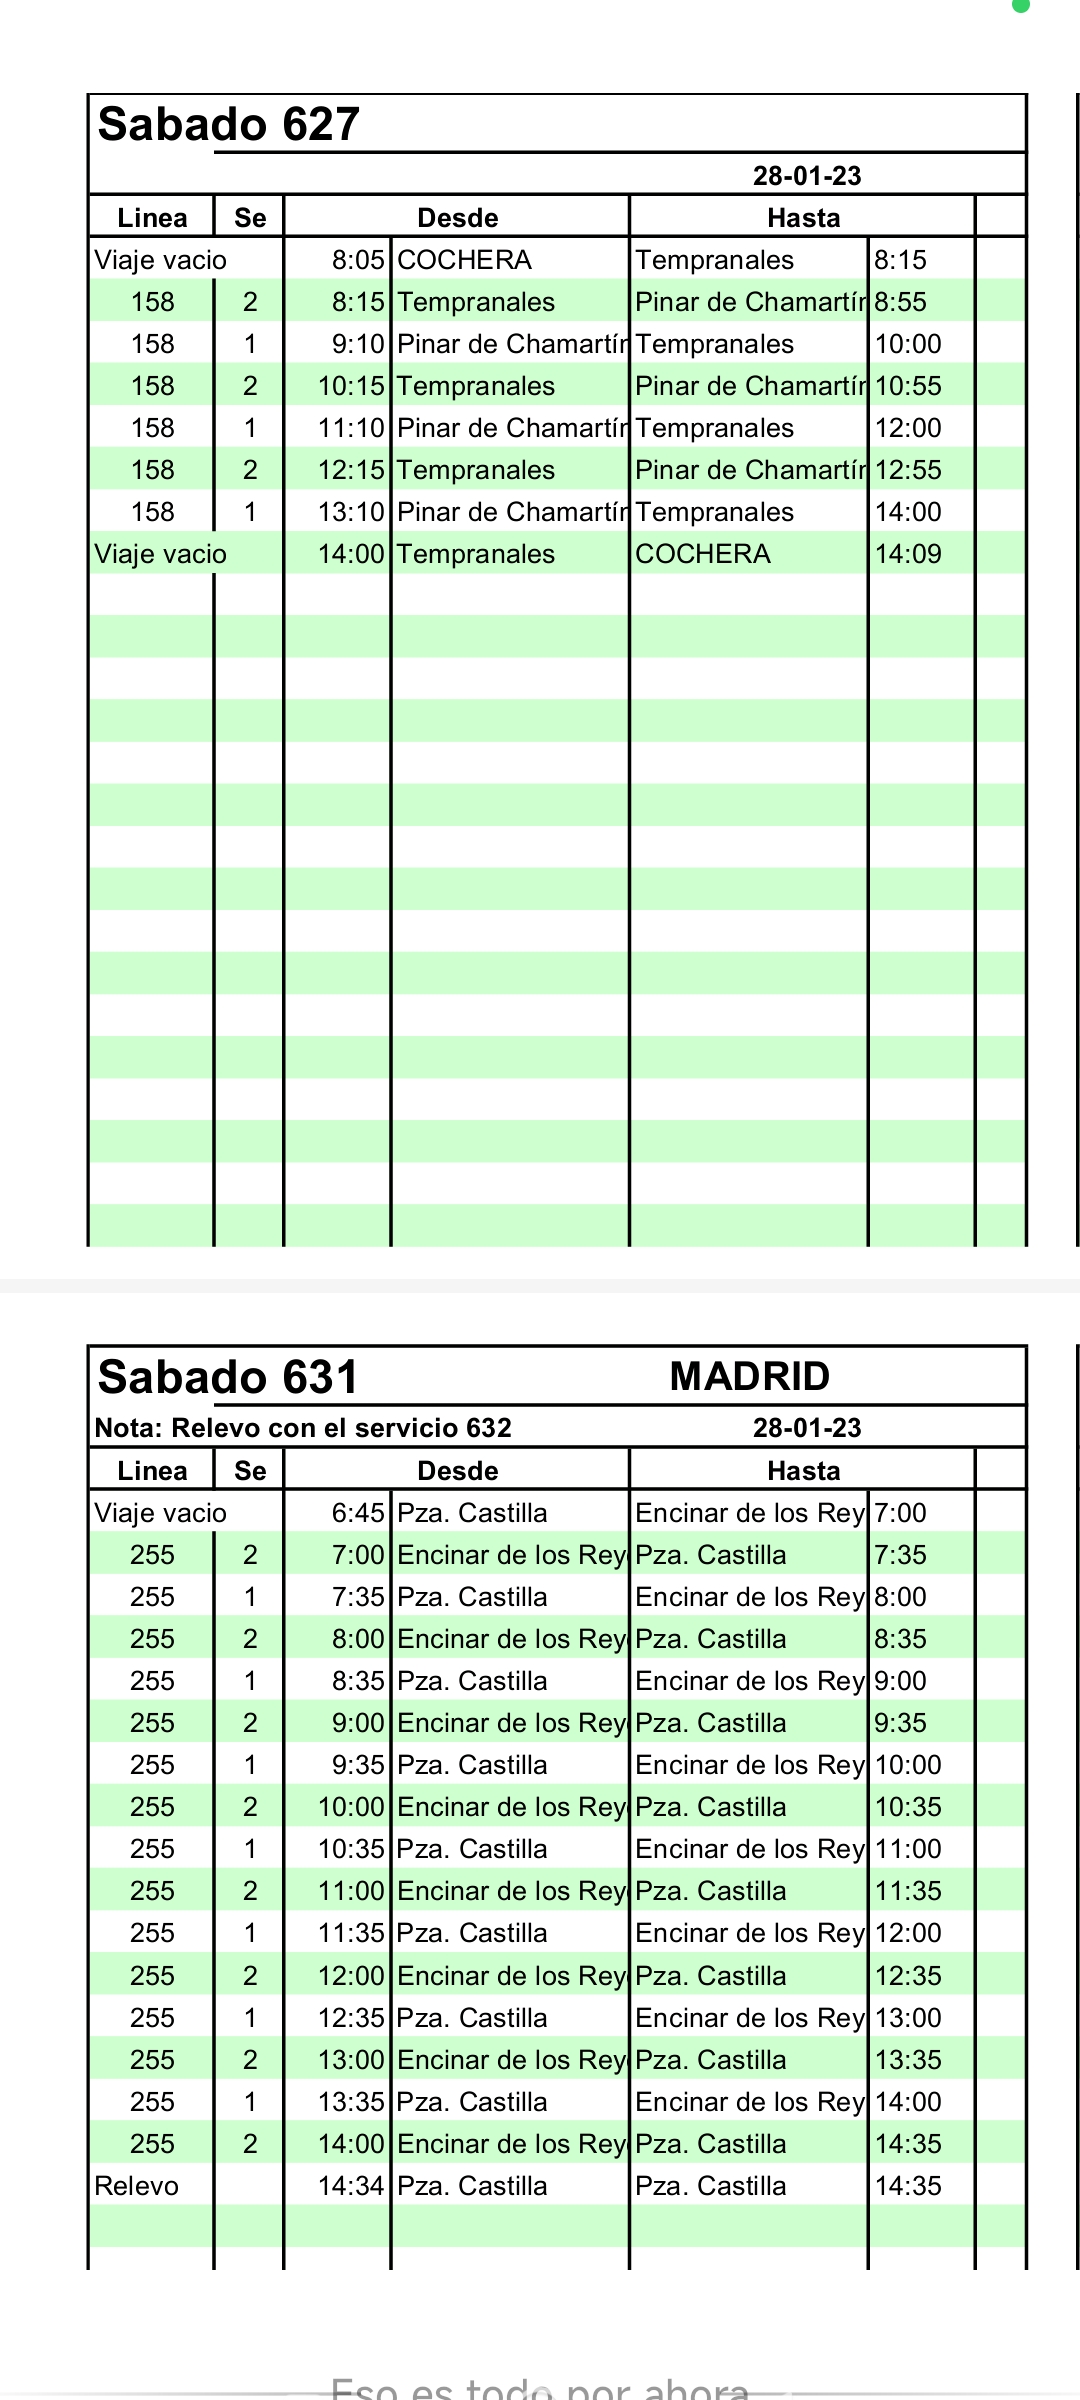 Sabado 627
28-01-23
Linea Se Desde Hasta
Viaje vacio 8:05 COCHERA Tempranales 8:15
158 2 8:15 Tempranales Pinar de Chamartín 8:55
158 1 9:10 Pinar de Chamartín Tempranales 10:00
158 2 10:15 Tempranales Pinar de Chamartín 10:55
158 1 11:10 Pinar de Chamartín Tempranales 12:00
158 2 12:15 Tempranales Pinar de Chamartín 12:55
158 1 13:10 Pinar de Chamartín Tempranales 14:00
Viaje vacio 14:00 Tempranales COCHERA 14:09
Sabado 631 MADRID
Nota: Relevo con el servicio 632 28-01-23
Linea Se Desde Hasta
Viaje vacio 6:45 Pza. Castilla Encinar de los Rey 7:00
255 2 7:00 Encinar de los Rey Pza. Castilla 7:35
255 1 7:35 Pza. Castilla Encinar de los Rey 8:00
255 2 8:00 Encinar de los Rey Pza. Castilla 8:35
255 1 8:35 Pza. Castilla Encinar de los Rey 9:00
255 2 9:00 Encinar de los Rey Pza. Castilla 9:35
255 1 9:35 Pza. Castilla Encinar de los Rey 10:00
255 2 10:00 Encinar de los Rey Pza. Castilla 10:35
255 1 10:35 Pza. Castilla Encinar de los Rey 11:00
255 2 11:00 Encinar de los Rey Pza. Castilla 11:35
255 1 11:35 Pza. Castilla Encinar de los Rey 12:00
255 2 12:00 Encinar de los Rey Pza. Castilla 12:35
255 1 12:35 Pza. Castilla Encinar de los Rey 13:00
255 2 13:00 Encinar de los Rey Pza. Castilla 13:35
255 1 13:35 Pza. Castilla Encinar de los Rey 14:00
255 2 14:00 Encinar de los Rey Pza. Castilla 14:35
Relevo 14:34 Pza. Castilla Pza. Castilla 14:35
Eso es todo por ahora